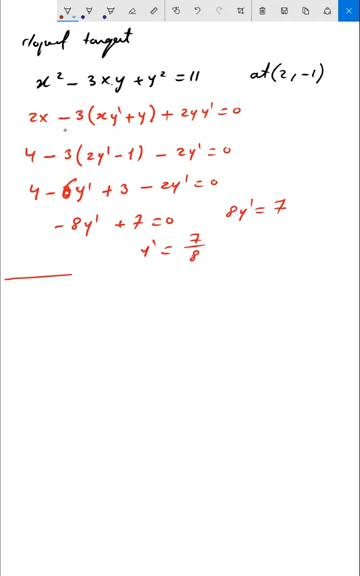 slope of tangent
x² - 3xy + y² = 11 at (2, -1)
2x - 3(xy' + y) + 2yy' = 0
4 - 3(2y' - 1) - 2y' = 0
4 - 6y' + 3 - 2y' = 0
-8y' + 7 = 0 8y' = 7
y' = 7/8